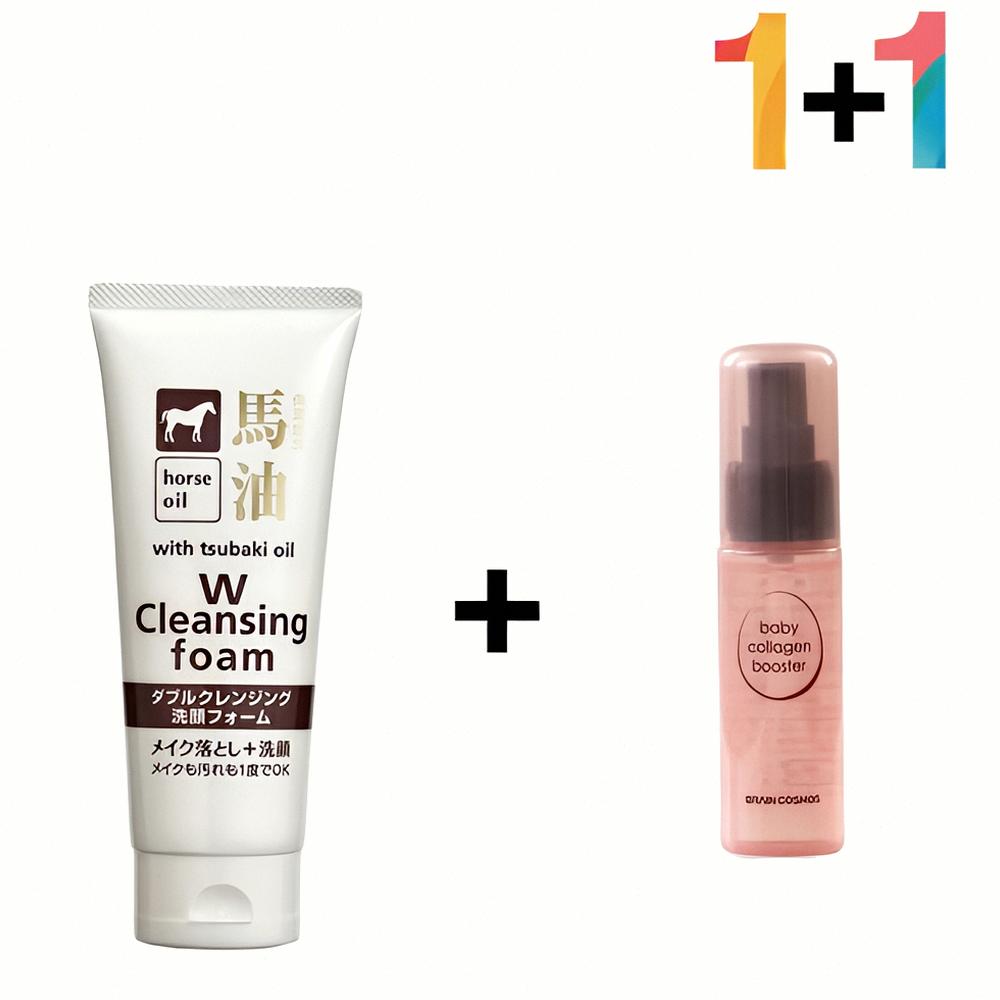 1+1
馬油
horse
oil
with tsubaki oil
W
Cleansing
foam
ダブルクレンジング
洗顔フォーム
メイク落とし+洗顔
メイクも汚れも1度でOK
+
baby
collagen
booster
BRAIN COSMOS